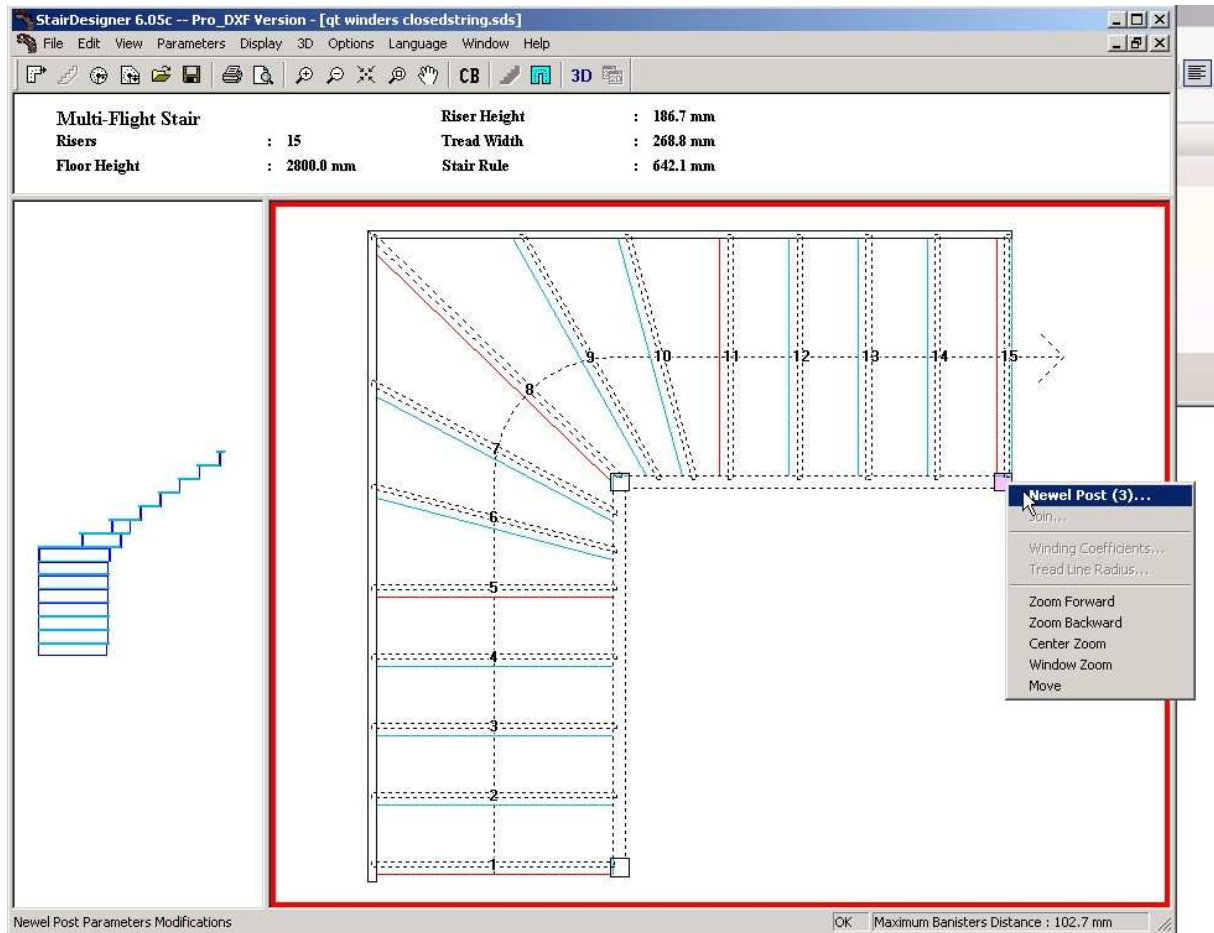 StairDesigner 6.05c -- Pro_DXF Version - [qt winders closedstring.sds]
File Edit View Parameters Display 3D Options Language Window Help
CB 3D
Multi-Flight Stair
Risers : 15
Floor Height : 2800.0 mm
Riser Height : 186.7 mm
Tread Width : 268.8 mm
Stair Rule : 642.1 mm
9 10 11 12 13 14 15
8
7
6
5
4
3
2
1
Newel Post (3)...
Join...
Winding Coefficients...
Tread Line Radius...
Zoom Forward
Zoom Backward
Center Zoom
Window Zoom
Move
Newel Post Parameters Modifications
OK
Maximum Banisters Distance : 102.7 mm